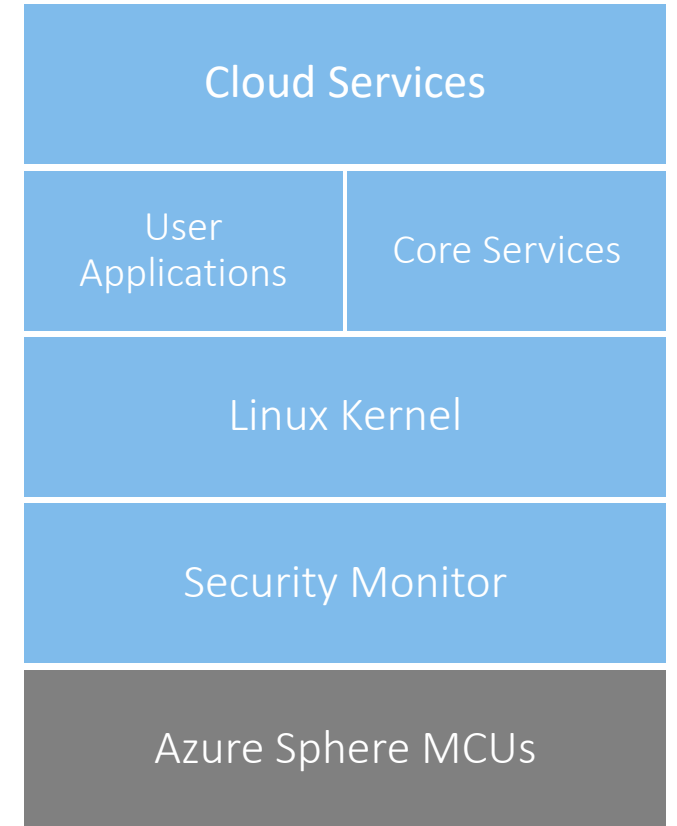 Cloud Services
User
Applications
Core Services
Linux Kernel
Security Monitor
Azure Sphere MCUs